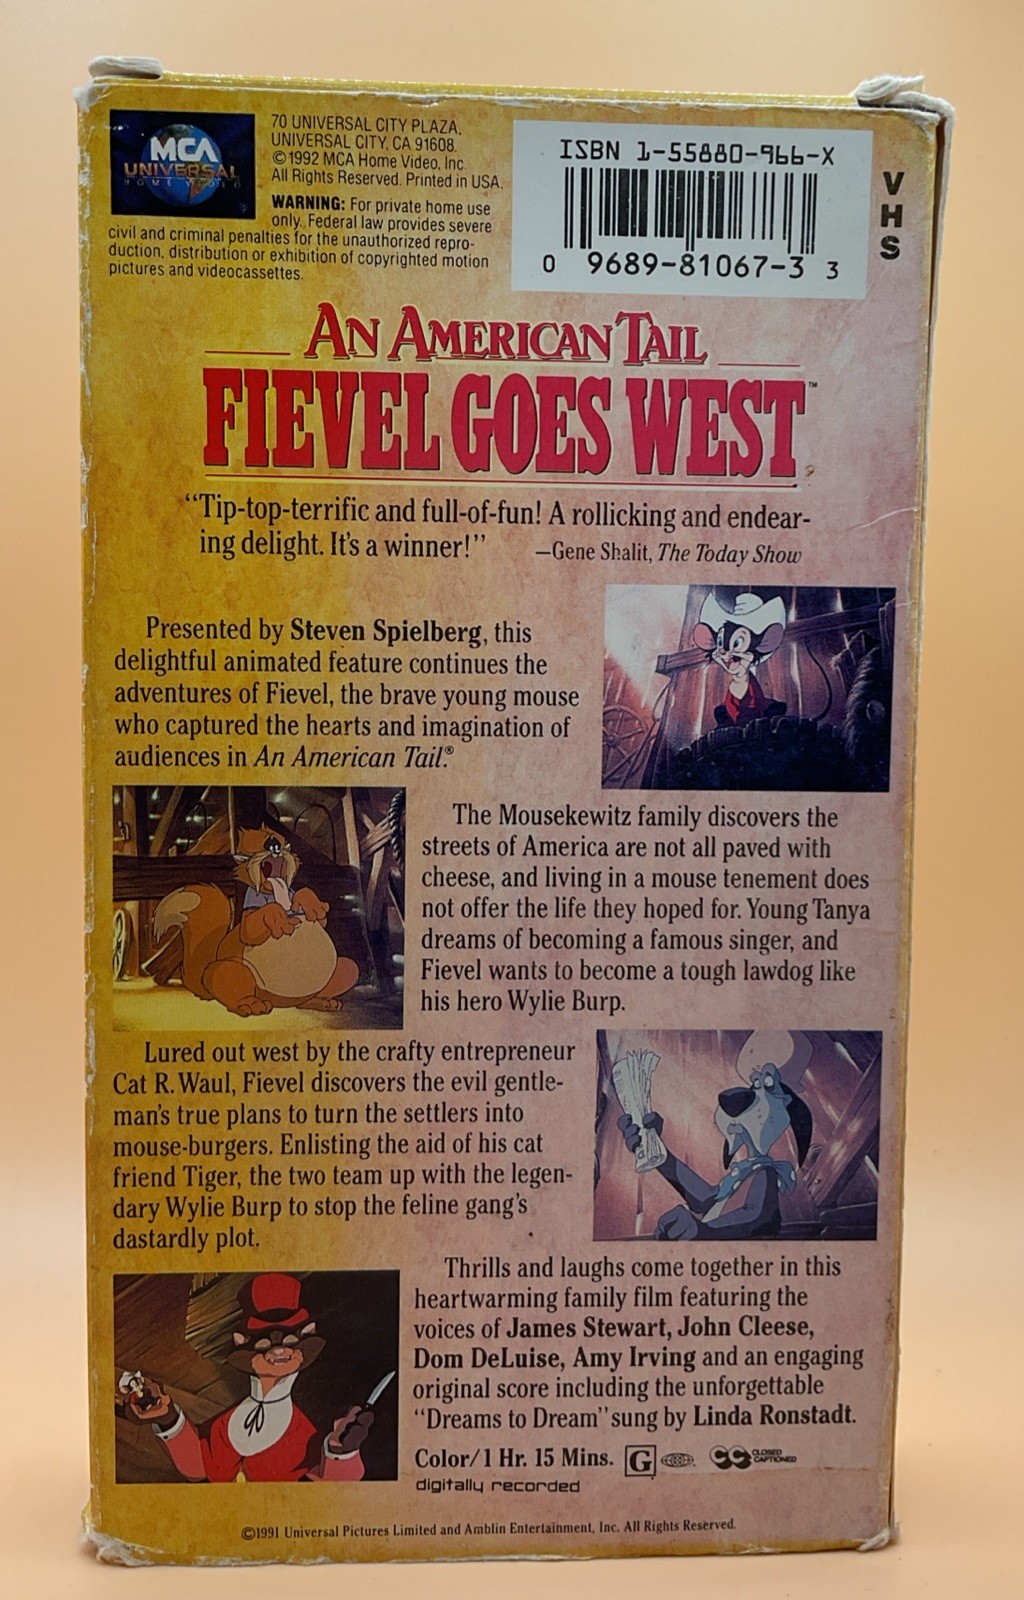 MCA
UNIVERSAL
HOME VIDEO
70 UNIVERSAL CITY PLAZA,
UNIVERSAL CITY, CA 91608.
©1992 MCA Home Video, Inc.
All Rights Reserved. Printed in USA.
WARNING: For private home use
only. Federal law provides severe
civil and criminal penalties for the unauthorized repro-
duction, distribution or exhibition of copyrighted motion
pictures and videocassettes.
ISBN 1-55880-966-X
0 9689-81067-3 3
VHS
AN AMERICAN TAIL
FIEVEL GOES WEST™
“Tip-top-terrific and full-of-fun! A rollicking and endear-
ing delight. It’s a winner!” —Gene Shalit, The Today Show
Presented by Steven Spielberg, this
delightful animated feature continues the
adventures of Fievel, the brave young mouse
who captured the hearts and imagination of
audiences in An American Tail.®
The Mousekewitz family discovers the
streets of America are not all paved with
cheese, and living in a mouse tenement does
not offer the life they hoped for. Young Tanya
dreams of becoming a famous singer, and
Fievel wants to become a tough lawdog like
his hero Wylie Burp.
Lured out west by the crafty entrepreneur
Cat R. Waul, Fievel discovers the evil gentle-
man’s true plans to turn the settlers into
mouse-burgers. Enlisting the aid of his cat
friend Tiger, the two team up with the legen-
dary Wylie Burp to stop the feline gang’s
dastardly plot.
Thrills and laughs come together in this
heartwarming family film featuring the
voices of James Stewart, John Cleese,
Dom DeLuise, Amy Irving and an engaging
original score including the unforgettable
“Dreams to Dream” sung by Linda Ronstadt.
Color/1 Hr. 15 Mins. G CC CLOSED CAPTIONED
digitally recorded
©1991 Universal Pictures Limited and Amblin Entertainment, Inc. All Rights Reserved.